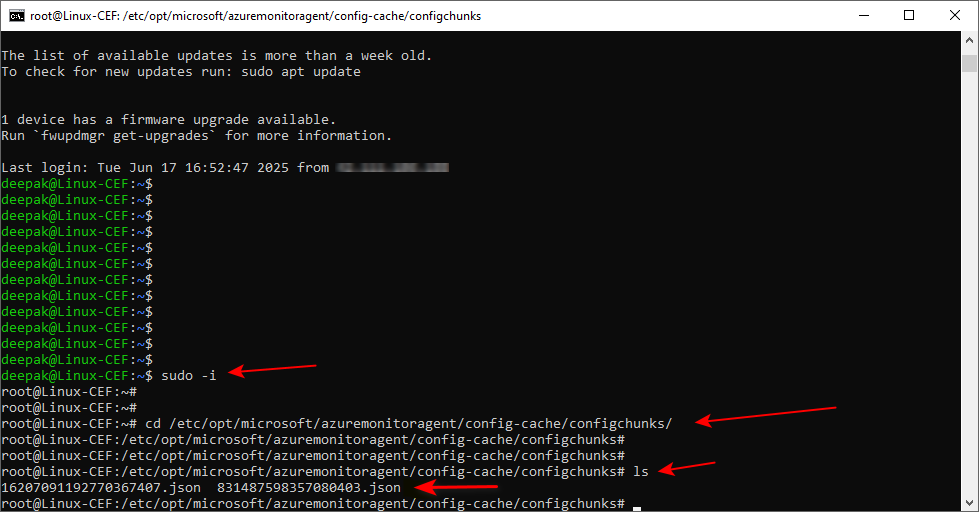 root@Linux-CEF: /etc/opt/microsoft/azuremonitoragent/config-cache/configchunks
The list of available updates is more than a week old.
To check for new updates run: sudo apt update
1 device has a firmware upgrade available.
Run `fwupdmgr get-upgrades` for more information.
Last login: Tue Jun 17 16:52:47 2025 from
deepak@Linux-CEF:~$
deepak@Linux-CEF:~$
deepak@Linux-CEF:~$
deepak@Linux-CEF:~$
deepak@Linux-CEF:~$
deepak@Linux-CEF:~$
deepak@Linux-CEF:~$
deepak@Linux-CEF:~$
deepak@Linux-CEF:~$
deepak@Linux-CEF:~$
deepak@Linux-CEF:~$
deepak@Linux-CEF:~$
deepak@Linux-CEF:~$ sudo -i
root@Linux-CEF:~#
root@Linux-CEF:~#
root@Linux-CEF:~# cd /etc/opt/microsoft/azuremonitoragent/config-cache/configchunks/
root@Linux-CEF:/etc/opt/microsoft/azuremonitoragent/config-cache/configchunks#
root@Linux-CEF:/etc/opt/microsoft/azuremonitoragent/config-cache/configchunks#
root@Linux-CEF:/etc/opt/microsoft/azuremonitoragent/config-cache/configchunks# ls
16207091192770367407.json  831487598357080403.json
root@Linux-CEF:/etc/opt/microsoft/azuremonitoragent/config-cache/configchunks#